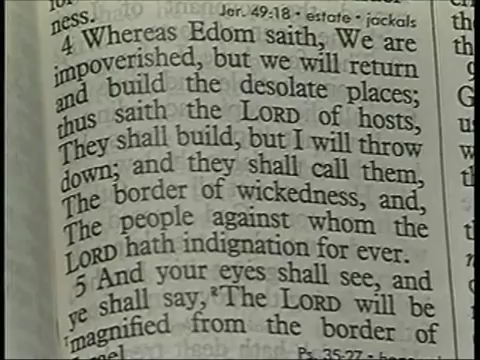 ness.
Jer. 49:18 • estate • jackals
4 Whereas Edom saith, We are
impoverished, but we will return
and build the desolate places;
thus saith the LORD of hosts,
They shall build, but I will throw
down; and they shall call them,
The border of wickedness, and,
The people against whom the
LORD hath indignation for ever.
5 And your eyes shall see, and
ye shall say, The LORD will be
magnified from the border of
Ps. 35-27